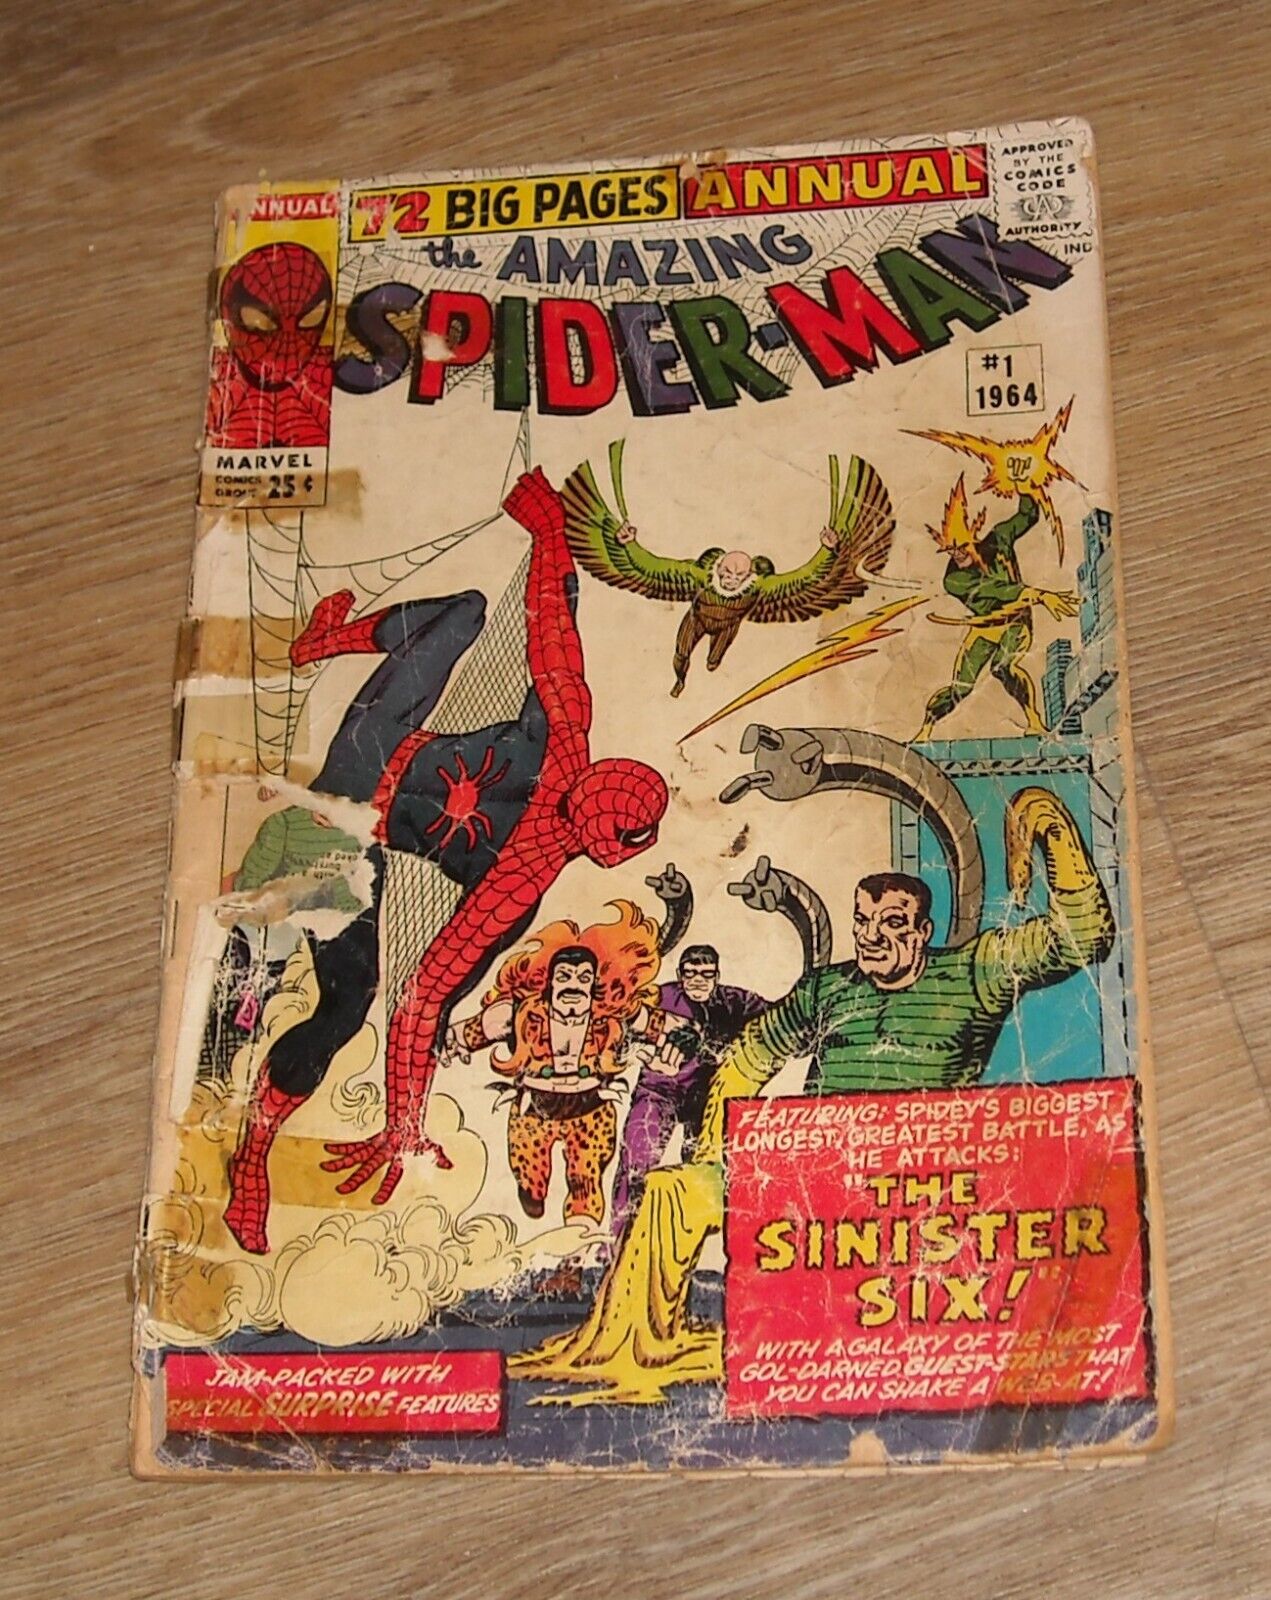 ANNUAL
72 BIG PAGES ANNUAL
APPROVED
BY THE
COMICS
CODE
CA
AUTHORITY
the AMAZING
SPIDER-MAN
IND
#1
1964
MARVEL
COMICS
GROUP 25¢
FEATURING: SPIDEY'S BIGGEST,
LONGEST, GREATEST BATTLE, AS
HE ATTACKS:
"THE
SINISTER
SIX!"
WITH A GALAXY OF THE MOST
GOL-DARNED GUEST-STARS THAT
YOU CAN SHAKE A WEB AT!
JAM-PACKED WITH
SPECIAL SURPRISE FEATURES